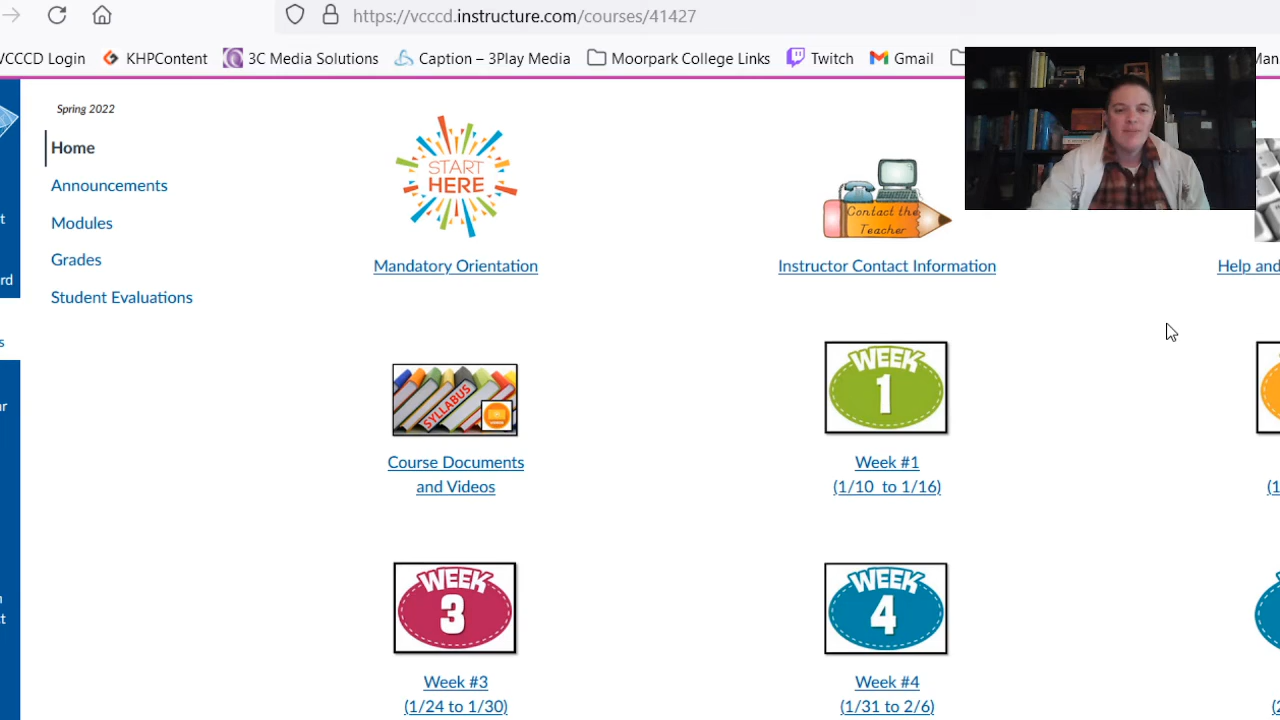 https://vcccd.instructure.com/courses/41427
VCCCD Login
KHPContent
3C Media Solutions
Caption – 3Play Media
Moorpark College Links
Twitch
Gmail
Spring 2022
Home
Announcements
Modules
Grades
Student Evaluations
START
HERE
Mandatory Orientation
Contact the
Teacher
Instructor Contact Information
Help and
SYLLABUS
Course Documents
and Videos
WEEK
1
Week #1
(1/10 to 1/16)
WEEK
3
Week #3
(1/24 to 1/30)
WEEK
4
Week #4
(1/31 to 2/6)